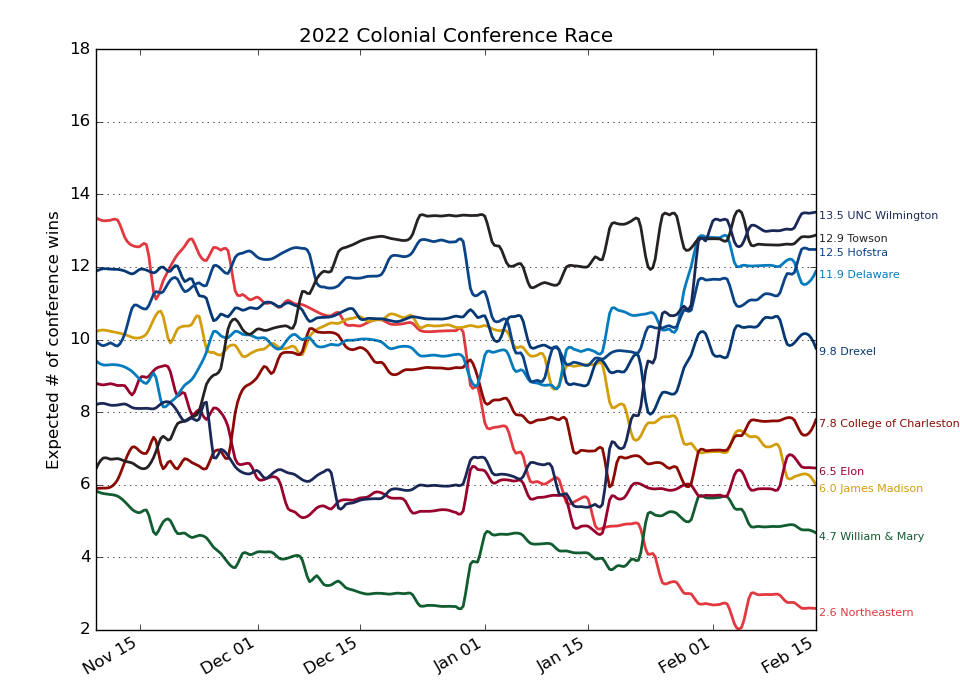 2022 Colonial Conference Race
Expected # of conference wins
18
16
14
12
10
8
6
4
2
13.5 UNC Wilmington
12.9 Towson
12.5 Hofstra
11.9 Delaware
9.8 Drexel
7.8 College of Charleston
6.5 Elon
6.0 James Madison
4.7 William & Mary
2.6 Northeastern
Nov 15
Dec 01
Dec 15
Jan 01
Jan 15
Feb 01
Feb 15